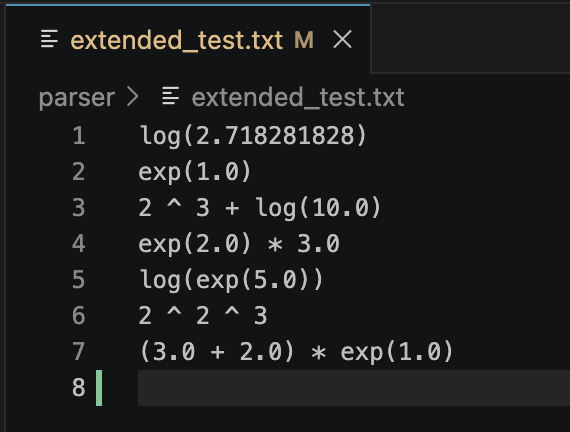 extended_test.txt M
parser > extended_test.txt
1 log(2.718281828)
2 exp(1.0)
3 2 ^ 3 + log(10.0)
4 exp(2.0) * 3.0
5 log(exp(5.0))
6 2 ^ 2 ^ 3
7 (3.0 + 2.0) * exp(1.0)
8